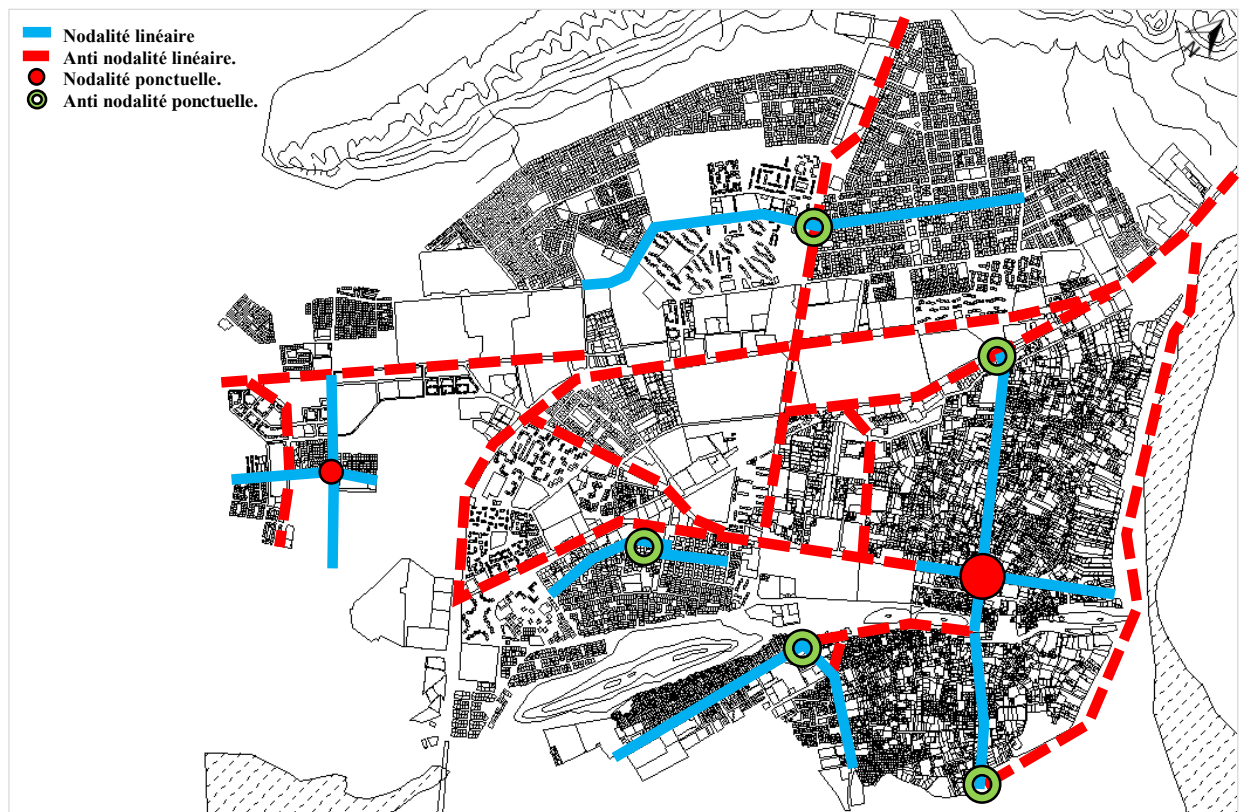 Nodalité linéaire
Anti nodalité linéaire.
Nodalité ponctuelle.
Anti nodalité ponctuelle.
N